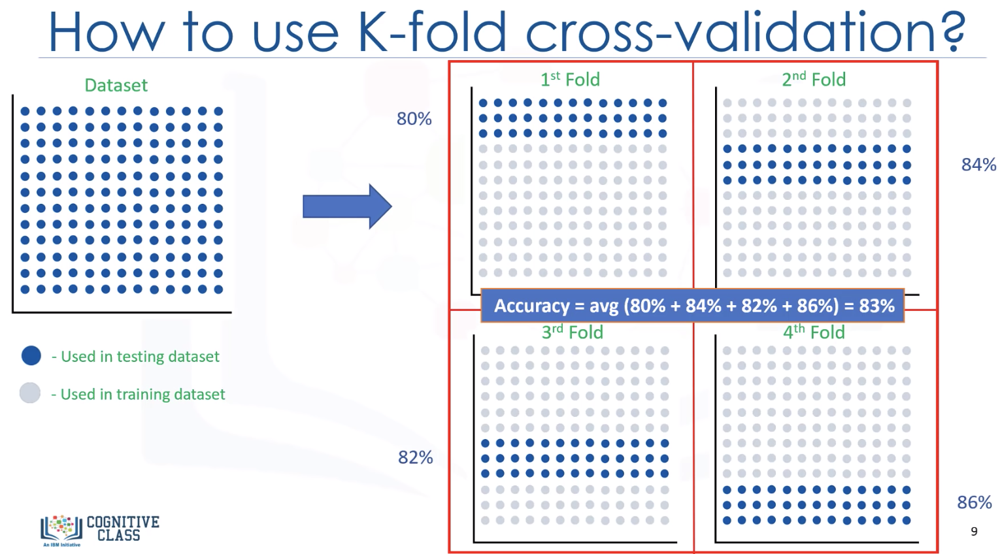 How to use K-fold cross-validation?
Dataset
- Used in testing dataset
- Used in training dataset
80%
1st Fold
2nd Fold
84%
Accuracy = avg (80% + 84% + 82% + 86%) = 83%
82%
3rd Fold
4th Fold
86%
COGNITIVE
CLASS
An IBM Initiative
9